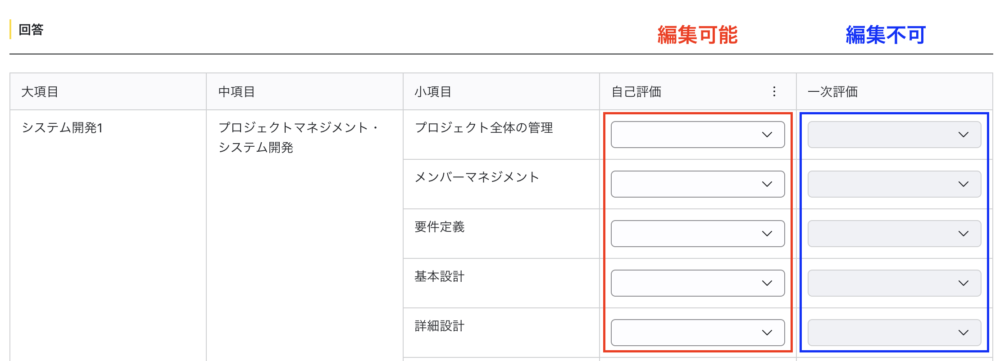 回答
編集可能
編集不可
大項目
中項目
小項目
自己評価
一次評価
システム開発1
プロジェクトマネジメント・
システム開発
プロジェクト全体の管理
メンバーマネジメント
要件定義
基本設計
詳細設計